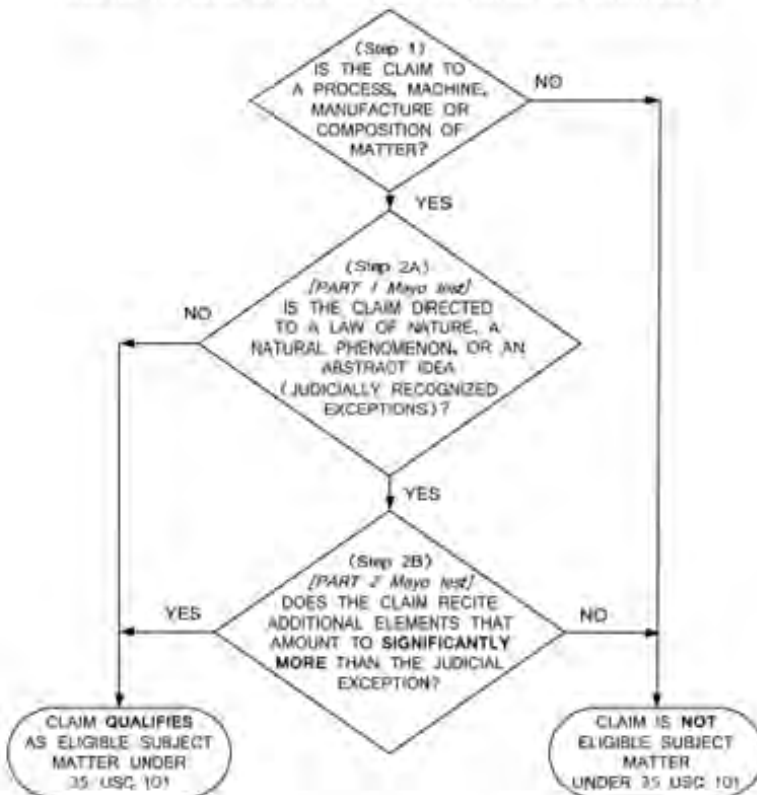 (Step 1)
IS THE CLAIM TO
A PROCESS, MACHINE,
MANUFACTURE OR
COMPOSITION OF
MATTER?
NO
YES
(Step 2A)
[PART 1 Mayo test]
IS THE CLAIM DIRECTED
TO A LAW OF NATURE, A
NATURAL PHENOMENON, OR AN
ABSTRACT IDEA
(JUDICIALLY RECOGNIZED
EXCEPTIONS)?
NO
YES
(Step 2B)
[PART 2 Mayo test]
DOES THE CLAIM RECITE
ADDITIONAL ELEMENTS THAT
AMOUNT TO SIGNIFICANTLY
MORE THAN THE JUDICIAL
EXCEPTION?
YES
NO
CLAIM QUALIFIES
AS ELIGIBLE SUBJECT
MATTER UNDER
35 USC 101
CLAIM IS NOT
ELIGIBLE SUBJECT
MATTER
UNDER 35 USC 101